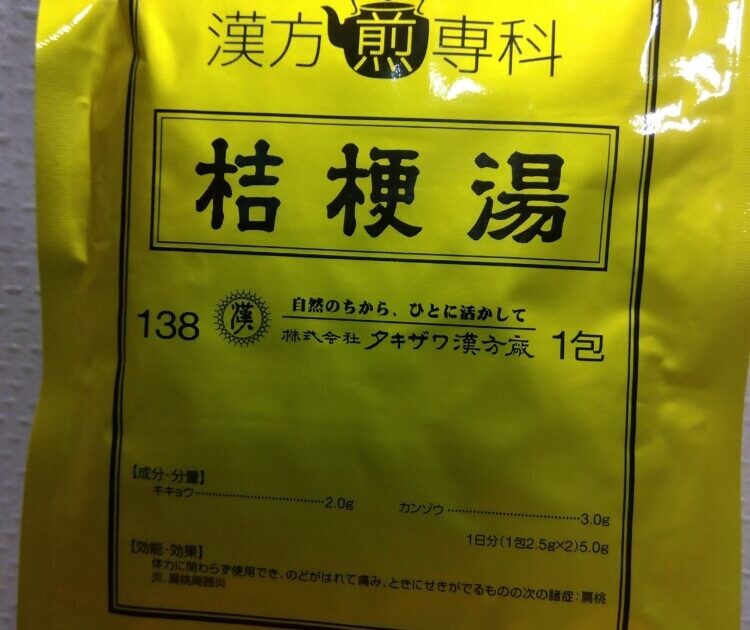 漢方煎専科
桔梗湯
138 漢 自然のちから、ひとに活かして
株式会社 タキザワ漢方廠 1包
【成分・分量】
キキョウ…………………………2.0g カンゾウ…………………………3.0g
1日分(1包2.5g×2)5.0g
【効能・効果】
体力に関わらず使用でき、のどがはれて痛み、ときにせきがでるものの次の諸症:扁桃
炎、扁桃周囲炎